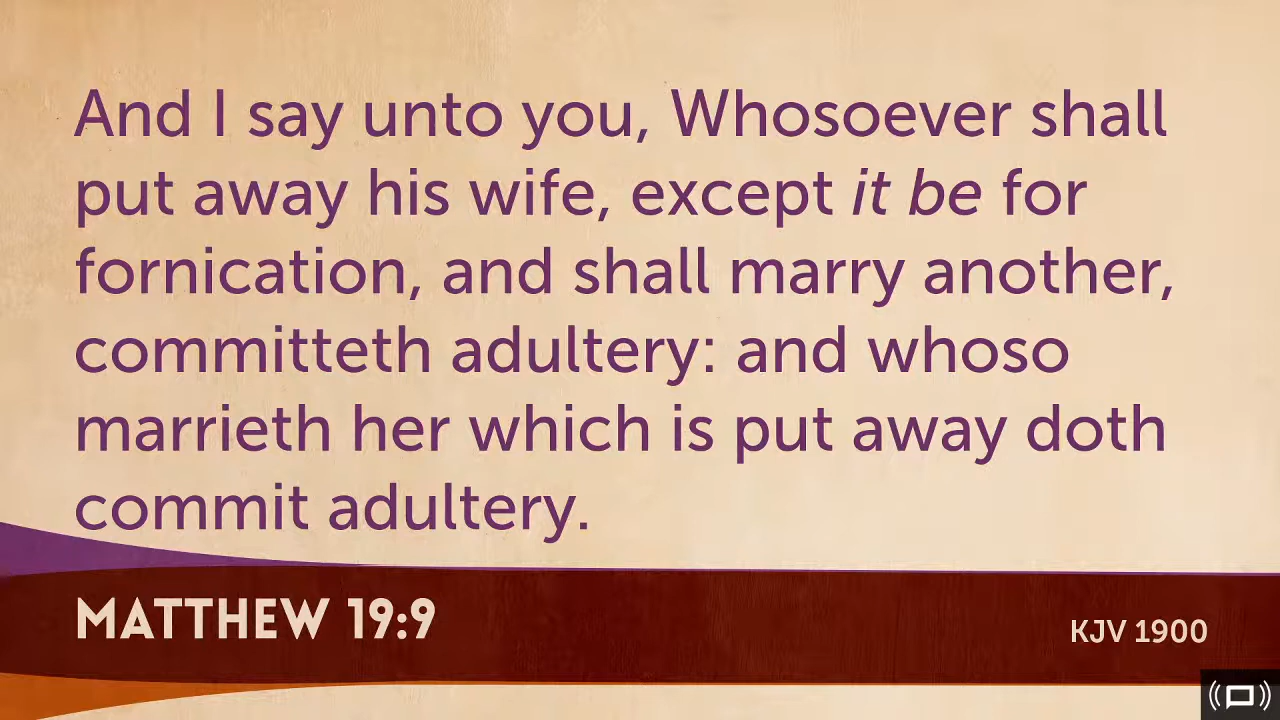 And I say unto you, Whosoever shall
put away his wife, except it be for
fornication, and shall marry another,
committeth adultery: and whoso
marrieth her which is put away doth
commit adultery.
MATTHEW 19:9
KJV 1900